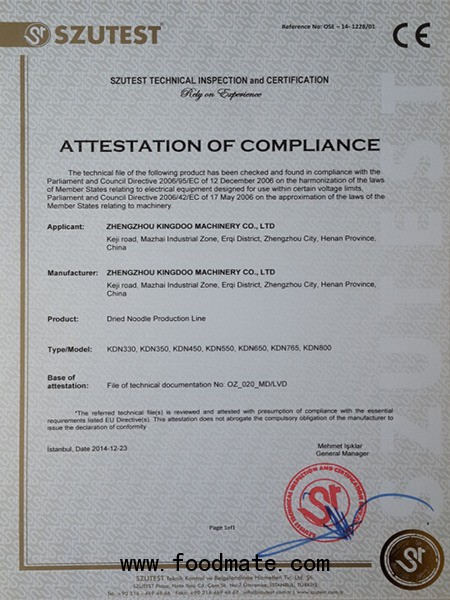 SZUTEST®
Reference No: OSE – 14- 1228/01
CE
SZUTEST TECHNICAL INSPECTION and CERTIFICATION
Rely on Experience
ATTESTATION OF COMPLIANCE
The technical file of the following product has been checked and found in compliance with the
Parliament and Council Directive 2006/95/EC of 12 December 2006 on the harmonization of the laws
of Member States relating to electrical equipment designed for use within certain voltage limits,
Parliament and Council Directive 2006/42/EC of 17 May 2006 on the approximation of the laws of the
Member States relating to machinery.
Applicant: ZHENGZHOU KINGDOO MACHINERY CO., LTD
Keji road, Mazhai Industrial Zone, Erqi District, Zhengzhou City, Henan Province,
China
Manufacturer: ZHENGZHOU KINGDOO MACHINERY CO., LTD
Keji road, Mazhai Industrial Zone, Erqi District, Zhengzhou City, Henan Province,
China
Product: Dried Noodle Production Line
Type/Model: KDN330, KDN350, KDN450, KDN550, KDN650, KDN765, KDN800
Base of
attestation: File of technical documentation No: OZ_020_MD/LVD
*The referred technical file(s) is reviewed and attested with presumption of compliance with the essential
requirements listed EU Directive(s). This attestation does not abrogate the compulsory obligation of the manufacturer to
issue the declaration of conformity
İstanbul, Date 2014-12-23
Mehmet Işıklar
General Manager
Page 1of1
www.foodmate.com
SZUTEST Teknik Kontrol ve Belgelendirme Hizmetleri Tic. Ltd. Şti.